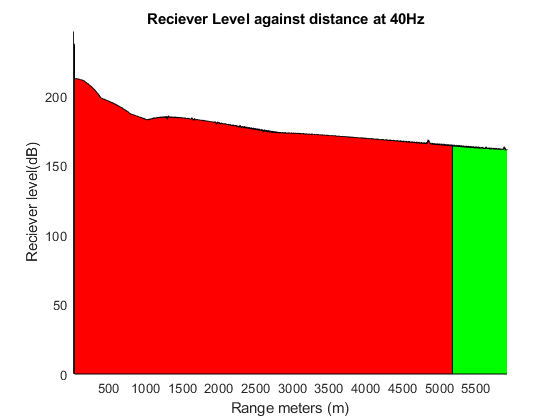 Reciever Level against distance at 40Hz
Reciever level(dB)
200
150
100
50
0
500 1000 1500 2000 2500 3000 3500 4000 4500 5000 5500
Range meters (m)